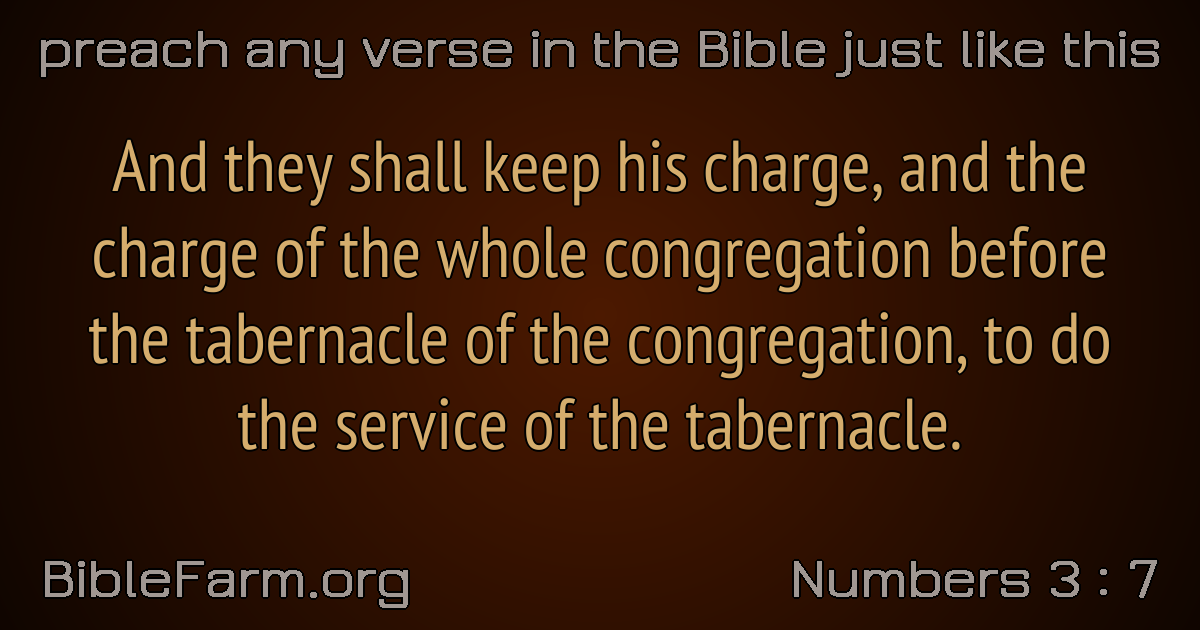 preach any verse in the Bible just like this
And they shall keep his charge, and the
charge of the whole congregation before
the tabernacle of the congregation, to do
the service of the tabernacle.
BibleFarm.org
Numbers 3 : 7